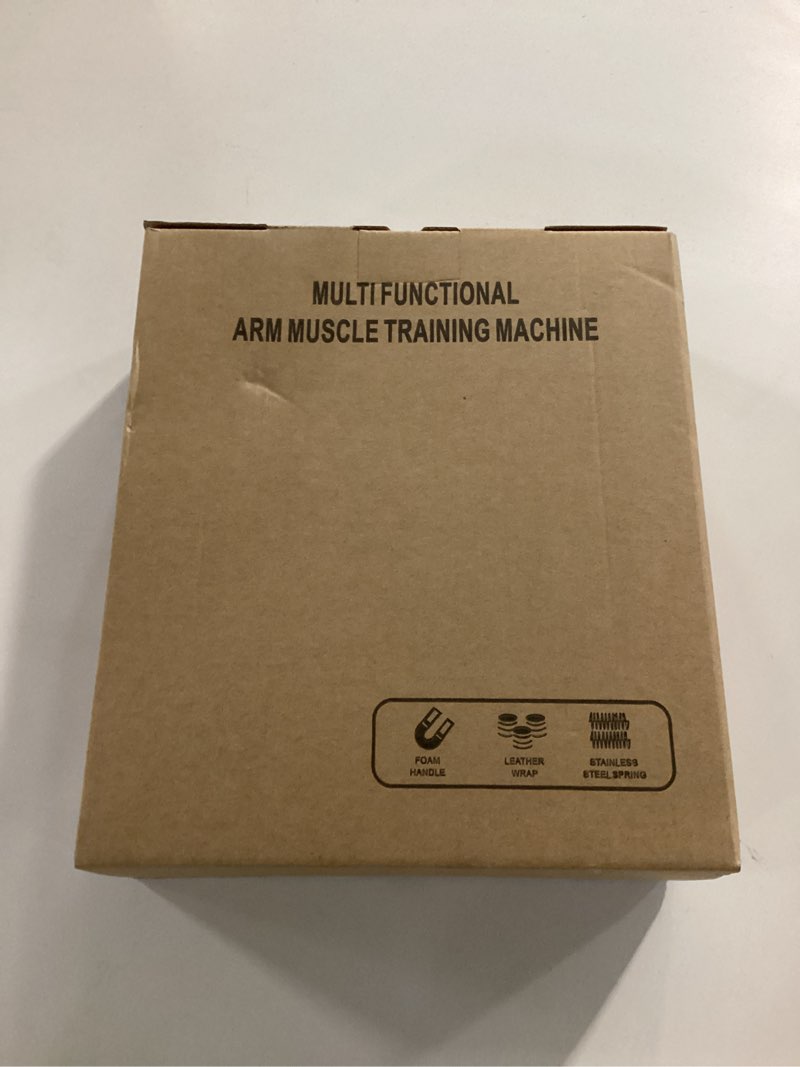 MULTI FUNCTIONAL
ARM MUSCLE TRAINING MACHINE
FOAM
HANDLE
LEATHER
WRAP
STAINLESS
STEEL SPRING